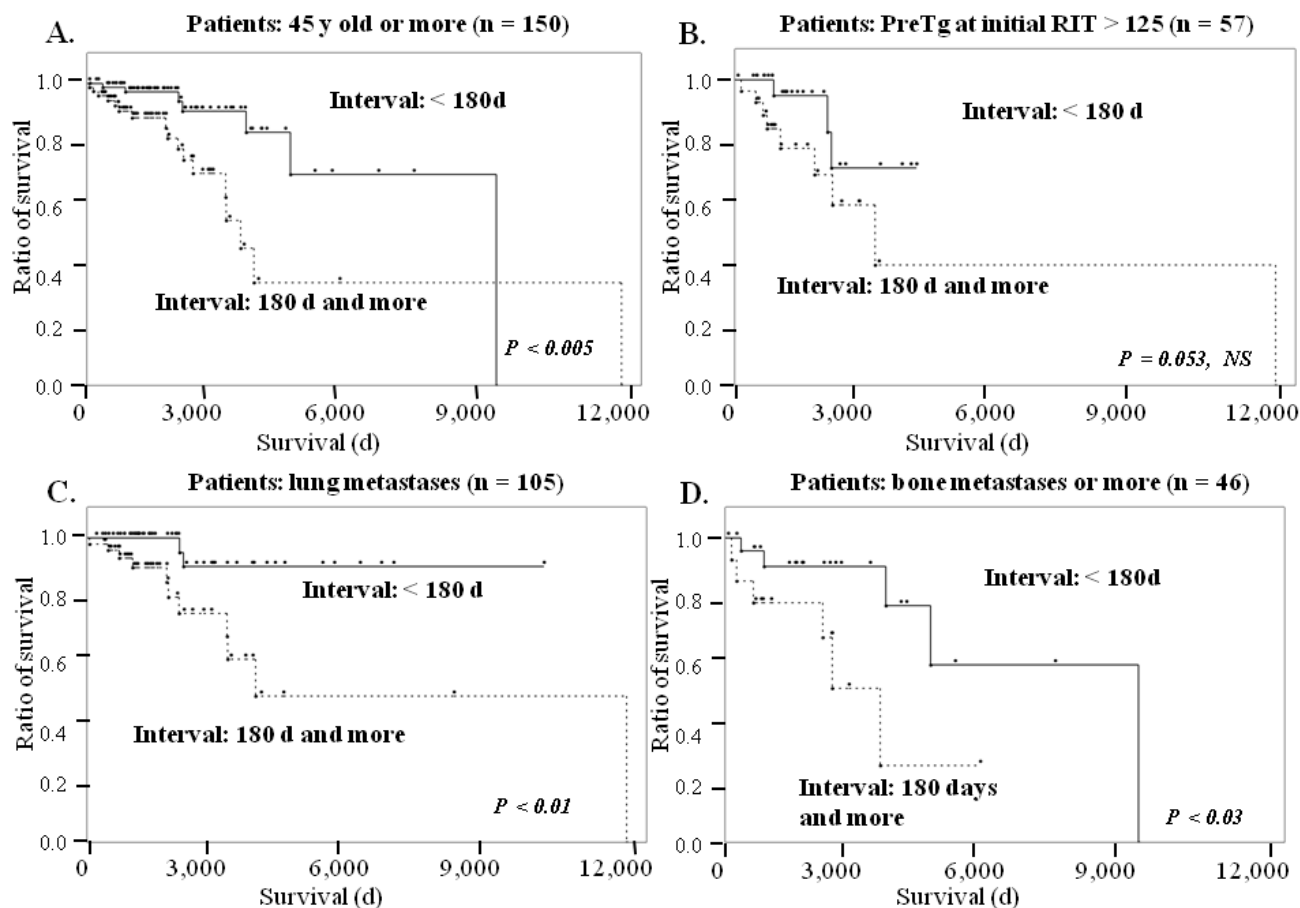 A.
Patients: 45 y old or more (n = 150)
Ratio of survival
1.0
0.8
0.6
0.4
0.2
0.0
Interval: < 180d
Interval: 180 d and more
P < 0.005
0 3,000 6,000 9,000 12,000
Survival (d)
B.
Patients: PreTg at initial RIT > 125 (n = 57)
Ratio of survival
1.0
0.8
0.6
0.4
0.2
0.0
Interval: < 180 d
Interval: 180 d and more
P = 0.053, NS
0 3,000 6,000 9,000 12,000
Survival (d)
C.
Patients: lung metastases (n = 105)
Ratio of survival
1.0
0.8
0.6
0.4
0.2
0.0
Interval: < 180 d
Interval: 180 d and more
P < 0.01
0 3,000 6,000 9,000 12,000
Survival (d)
D.
Patients: bone metastases or more (n = 46)
Ratio of survival
1.0
0.8
0.6
0.4
0.2
0.0
Interval: < 180d
Interval: 180 days
and more
P < 0.03
0 3,000 6,000 9,000 12,000
Survival (d)